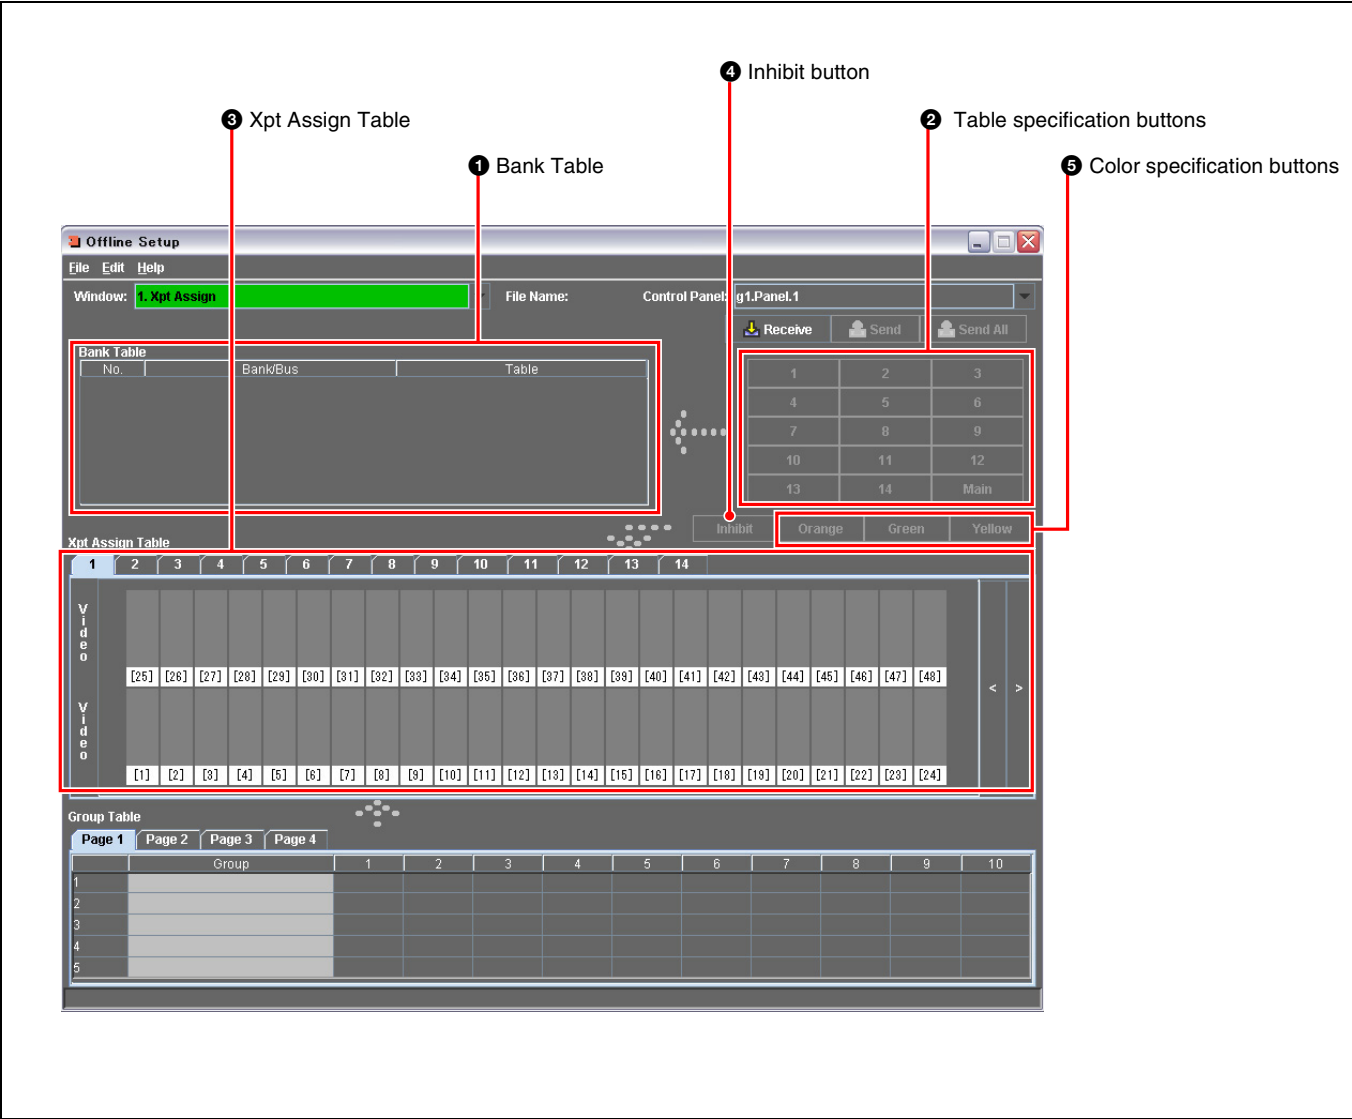 4 Inhibit button
3 Xpt Assign Table
2 Table specification buttons
1 Bank Table
5 Color specification buttons
Offline Setup
File Edit Help
Window: 1. Xpt Assign File Name: Control Panel: g1.Panel.1
Receive Send Send All
Bank Table
No. Bank/Bus Table
1 2 3
4 5 6
7 8 9
10 11 12
13 14 Main
Inhibit Orange Green Yellow
Xpt Assign Table
1 2 3 4 5 6 7 8 9 10 11 12 13 14
Video
[25] [26] [27] [28] [29] [30] [31] [32] [33] [34] [35] [36] [37] [38] [39] [40] [41] [42] [43] [44] [45] [46] [47] [48]
< >
Video
[1] [2] [3] [4] [5] [6] [7] [8] [9] [10] [11] [12] [13] [14] [15] [16] [17] [18] [19] [20] [21] [22] [23] [24]
Group Table
Page 1 Page 2 Page 3 Page 4
Group 1 2 3 4 5 6 7 8 9 10
1
2
3
4
5